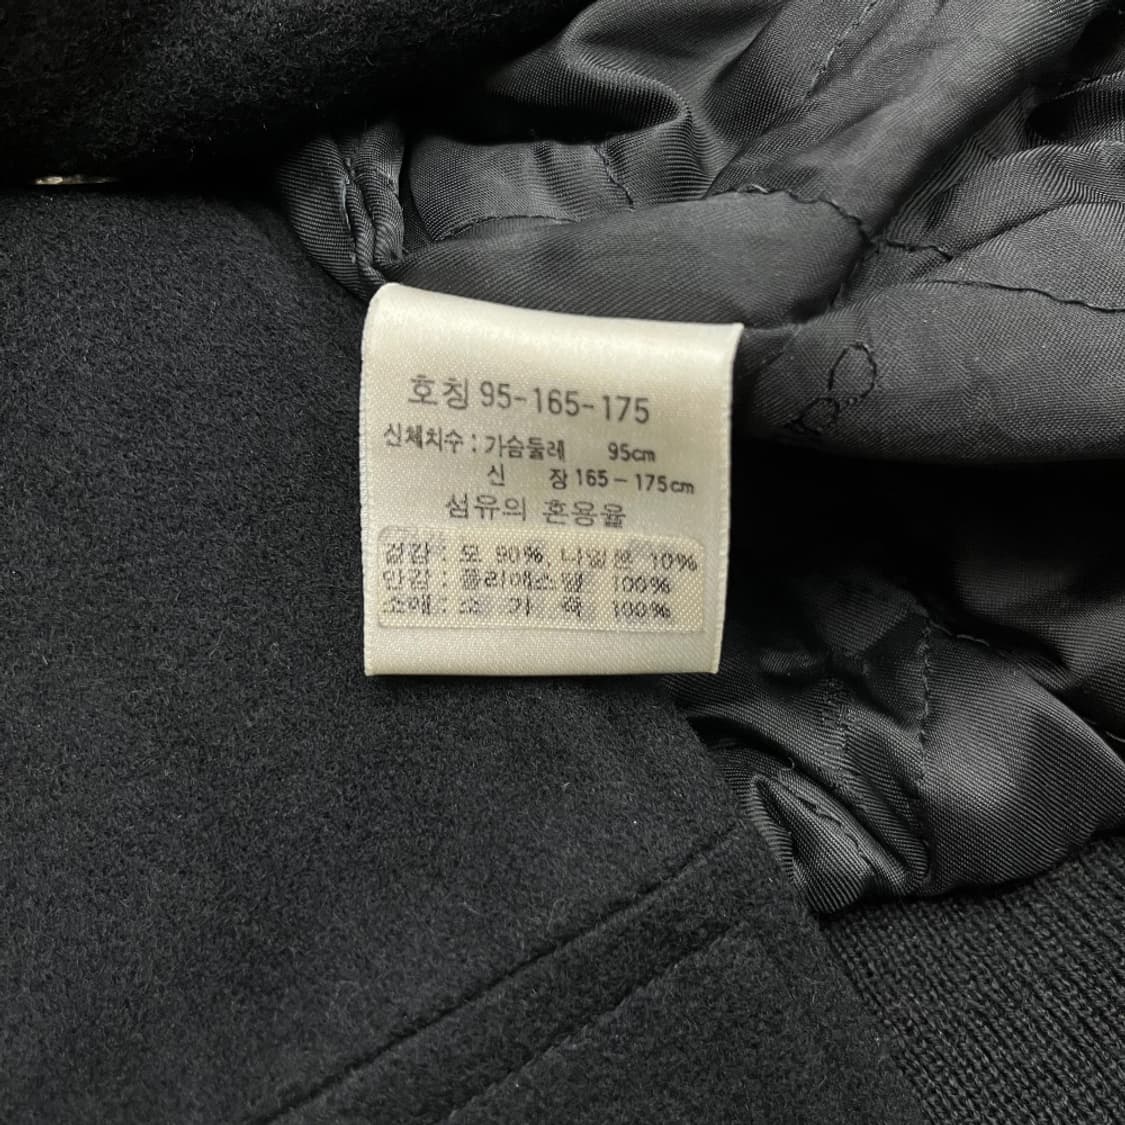 호칭 95-165-175
신체치수 : 가슴둘레 95cm
신 장 165-175cm
섬유의 혼용율
겉감 : 모 90%, 나일론 10%
안감 : 폴리에스텔 100%
소매 : 소 가 죽 100%